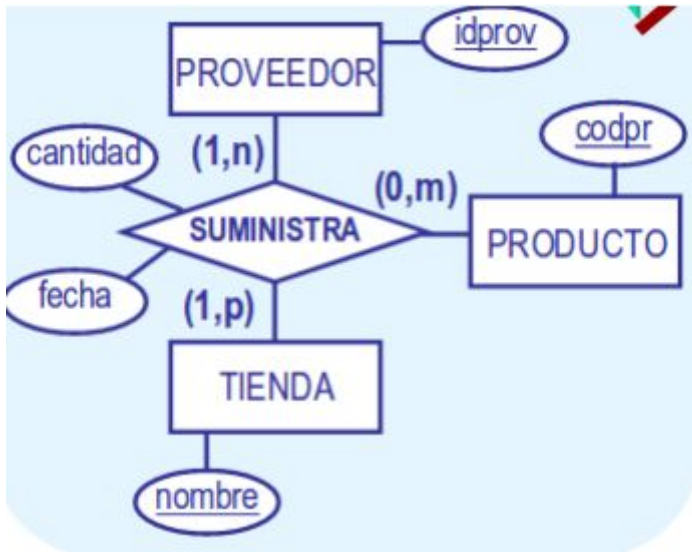 idprov
PROVEEDOR
codpr
cantidad
(1,n)
(0,m)
SUMINISTRA
PRODUCTO
fecha
(1,p)
TIENDA
nombre